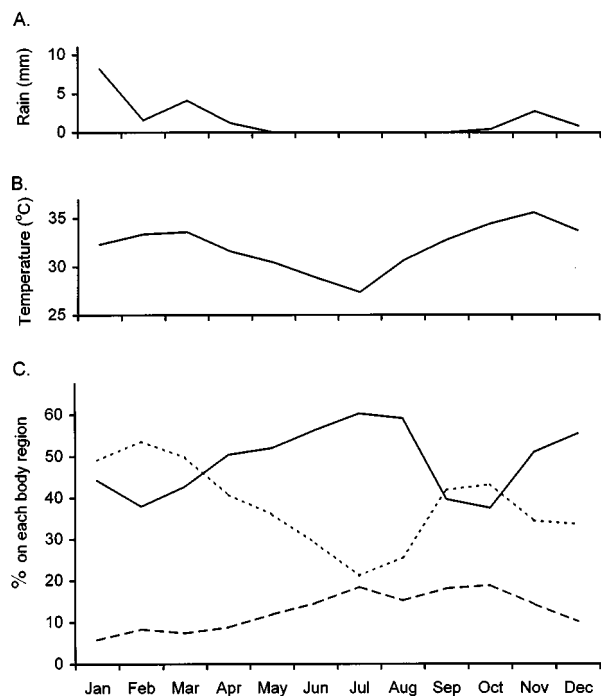 A.
Rain (mm)
10
5
0
B.
Temperature (°C)
35
30
25
C.
% on each body region
60
50
40
30
20
10
0
Jan Feb Mar Apr May Jun Jul Aug Sep Oct Nov Dec